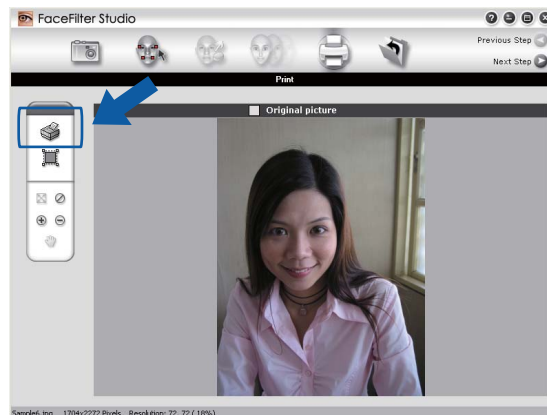 FaceFilter Studio
Previous Step
Next Step
Print
Original picture
Sample6.jpg 1704x2272 Pixels Resolution: 72, 72 ( 18%)